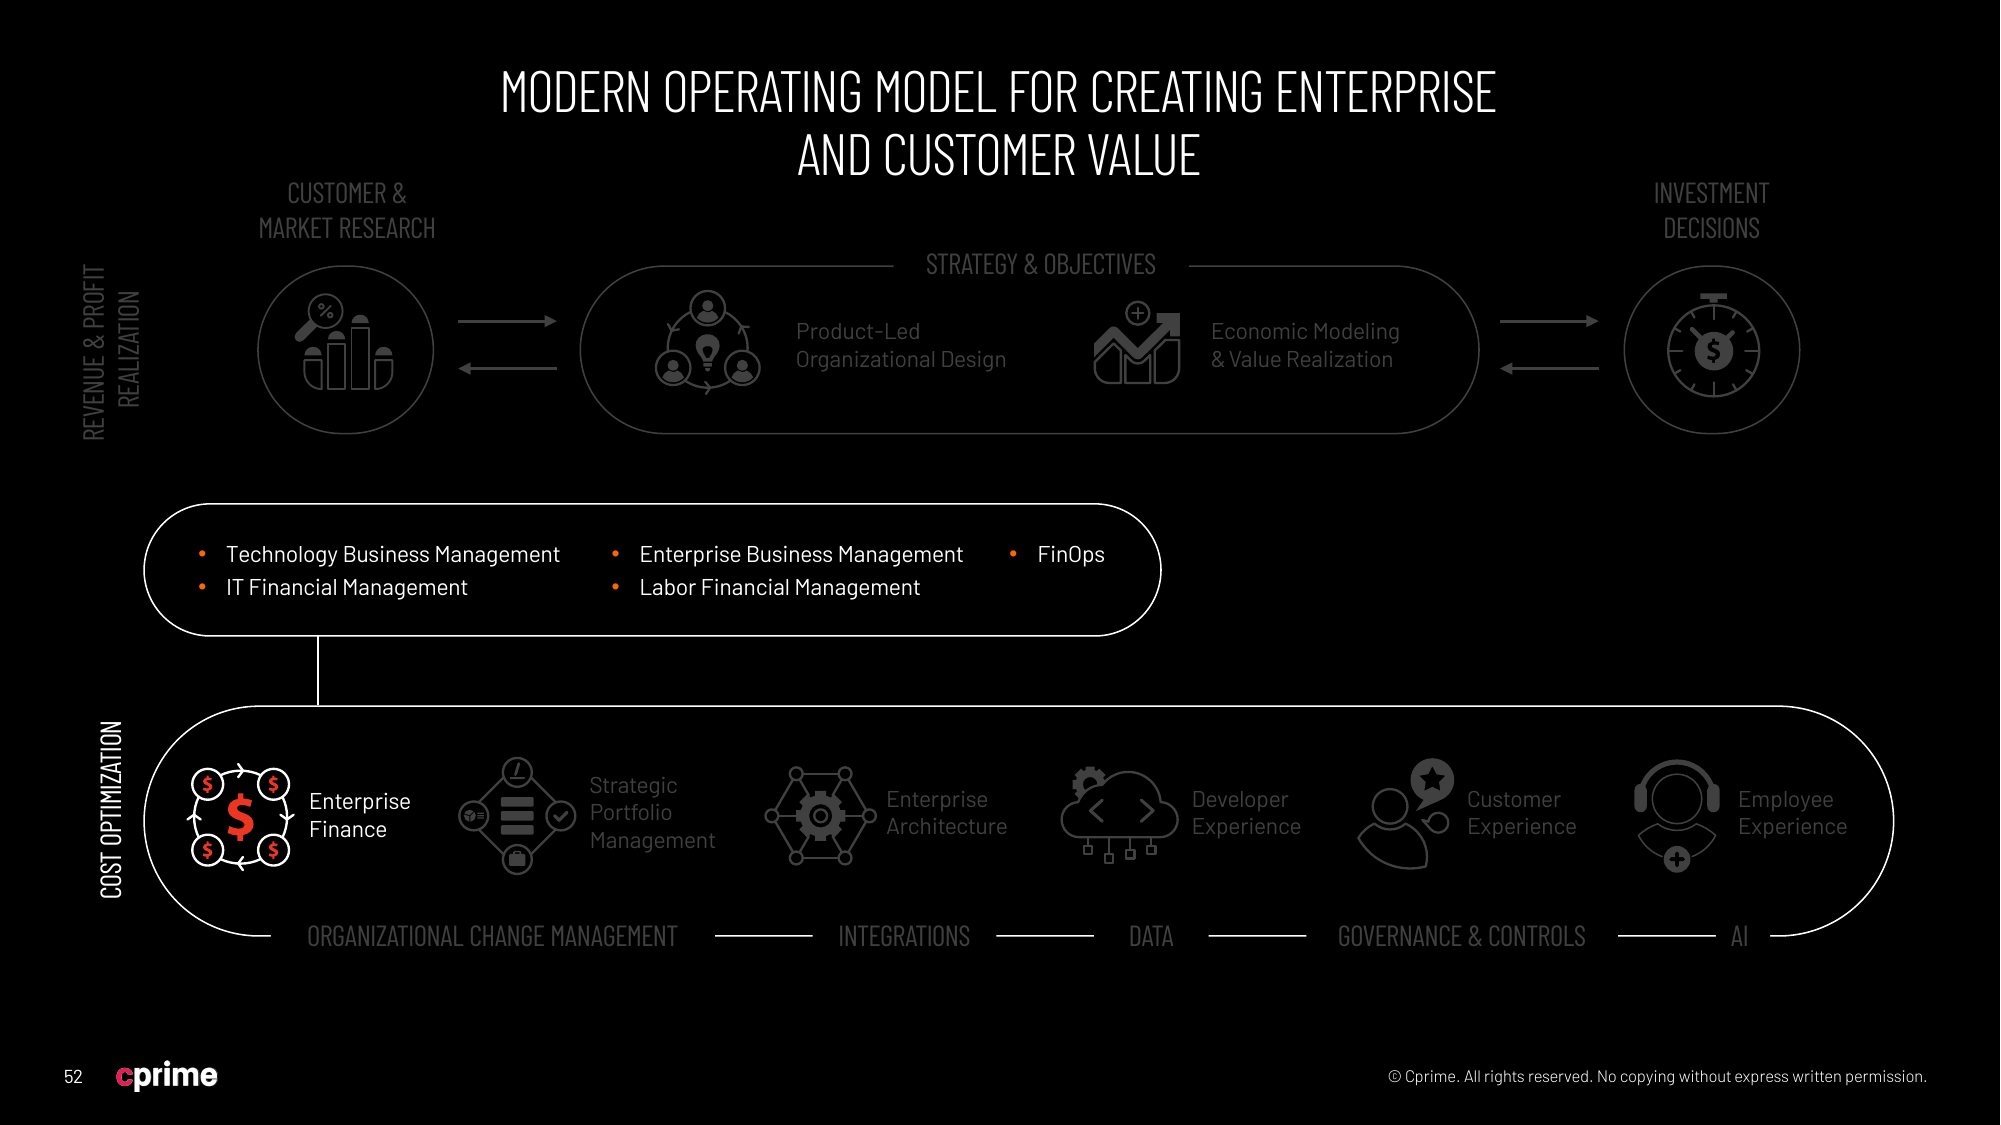 MODERN OPERATING MODEL FOR CREATING ENTERPRISE
AND CUSTOMER VALUE
CUSTOMER &
MARKET RESEARCH
INVESTMENT
DECISIONS
REVENUE & PROFIT
REALIZATION
STRATEGY & OBJECTIVES
%
Product-Led
Organizational Design
Economic Modeling
& Value Realization
$
• Technology Business Management
• IT Financial Management
• Enterprise Business Management
• Labor Financial Management
• FinOps
COST OPTIMIZATION
$ $
$
$ $
Enterprise
Finance
Strategic
Portfolio
Management
Enterprise
Architecture
Developer
Experience
Customer
Experience
Employee
Experience
ORGANIZATIONAL CHANGE MANAGEMENT
INTEGRATIONS
DATA
GOVERNANCE & CONTROLS
AI
52
cprime
© Cprime. All rights reserved. No copying without express written permission.